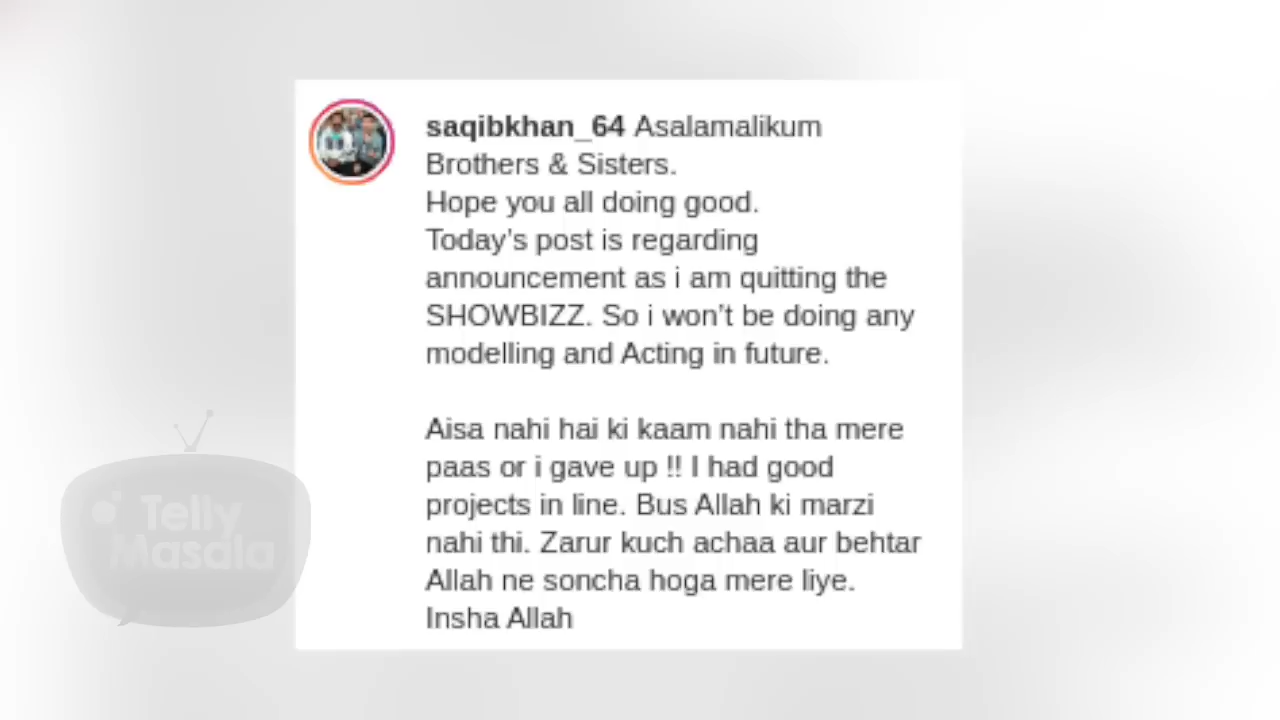 saqibkhan_64 Asalamalikum
Brothers & Sisters.
Hope you all doing good.
Today's post is regarding
announcement as i am quitting the
SHOWBIZZ. So i won't be doing any
modelling and Acting in future.
Aisa nahi hai ki kaam nahi tha mere
paas or i gave up !! I had good
projects in line. Bus Allah ki marzi
nahi thi. Zarur kuch achaa aur behtar
Allah ne soncha hoga mere liye.
Insha Allah
Telly
Masala